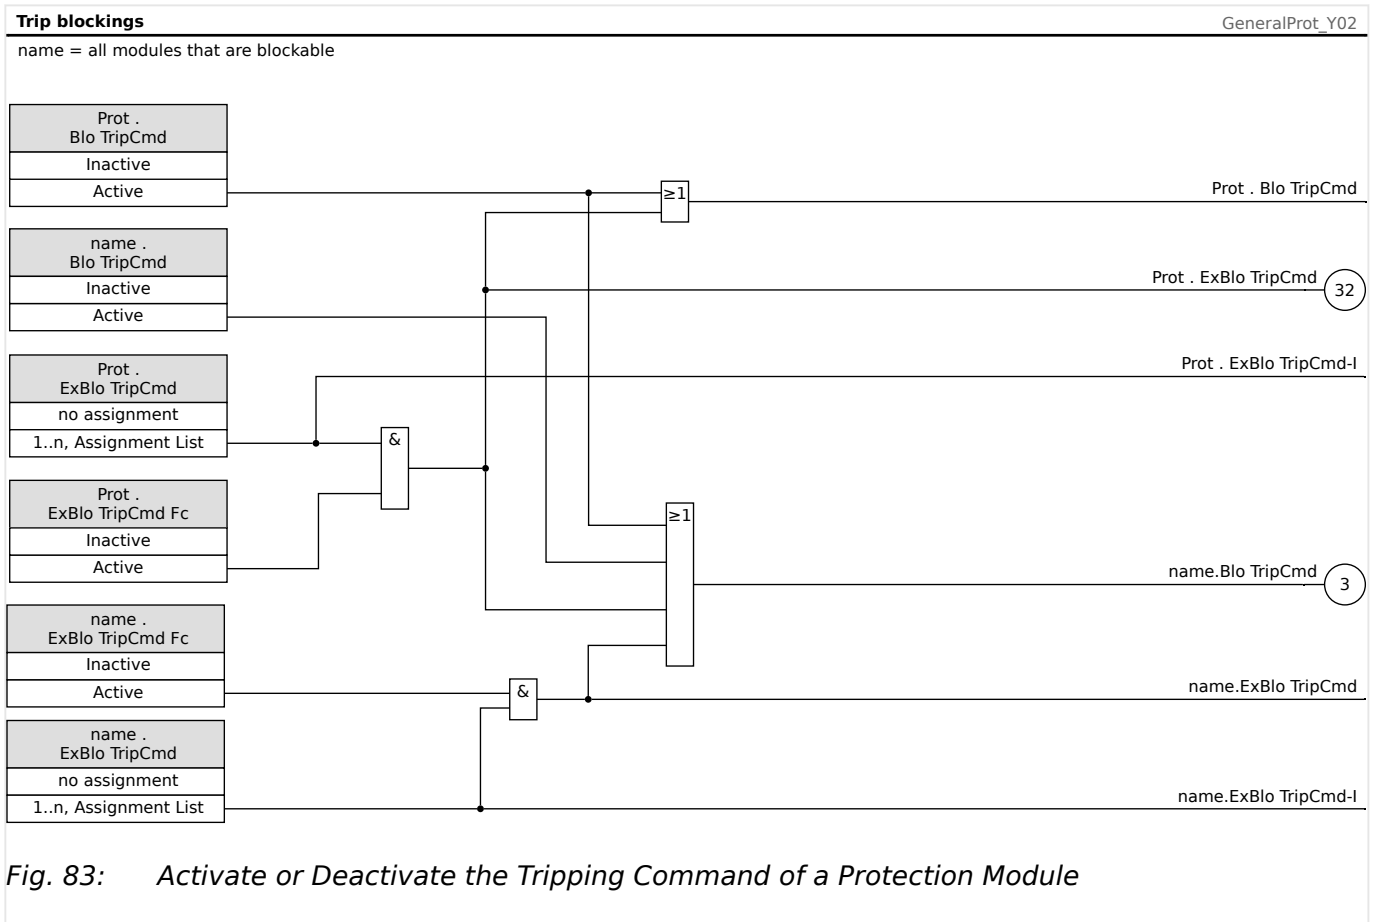 Trip blockings
GeneralProt_Y02
name = all modules that are blockable
Prot .
Blo TripCmd
Inactive
Active
≥1
Prot . Blo TripCmd
name .
Blo TripCmd
Inactive
Active
Prot . ExBlo TripCmd
32
Prot .
ExBlo TripCmd
no assignment
1..n, Assignment List
Prot . ExBlo TripCmd-I
&
Prot .
ExBlo TripCmd Fc
Inactive
Active
≥1
name.Blo TripCmd
3
name .
ExBlo TripCmd Fc
Inactive
Active
&
name.ExBlo TripCmd
name .
ExBlo TripCmd
no assignment
1..n, Assignment List
name.ExBlo TripCmd-I
Fig. 83: Activate or Deactivate the Tripping Command of a Protection Module